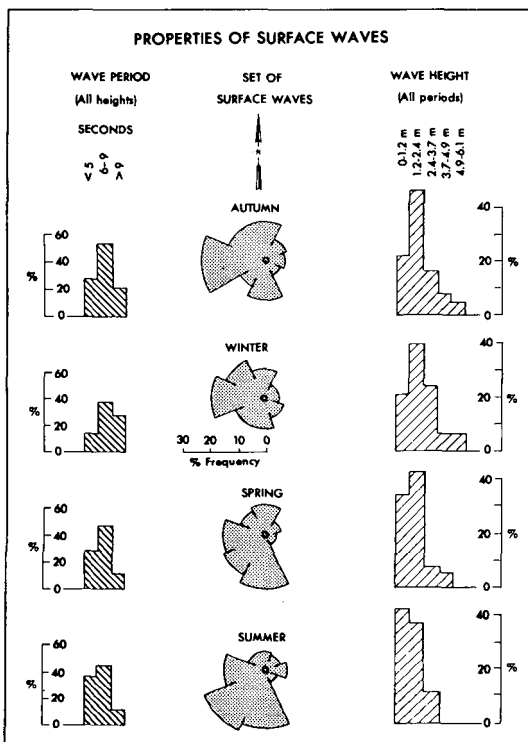 PROPERTIES OF SURFACE WAVES
WAVE PERIOD
(All heights)
SECONDS
< 5
6-9
> 9
SET OF
SURFACE WAVES
N
WAVE HEIGHT
(All periods)
0-1.2 m
1.2-2.4 m
2.4-3.7 m
3.7-4.9 m
4.9-6.1 m
AUTUMN
60
40
%
20
0
40
20
%
0
WINTER
60
40
%
20
0
30 20 10 0
% Frequency
40
20
%
0
SPRING
60
40
%
20
0
40
%
20
0
SUMMER
60
40
%
20
0
40
20
%
0